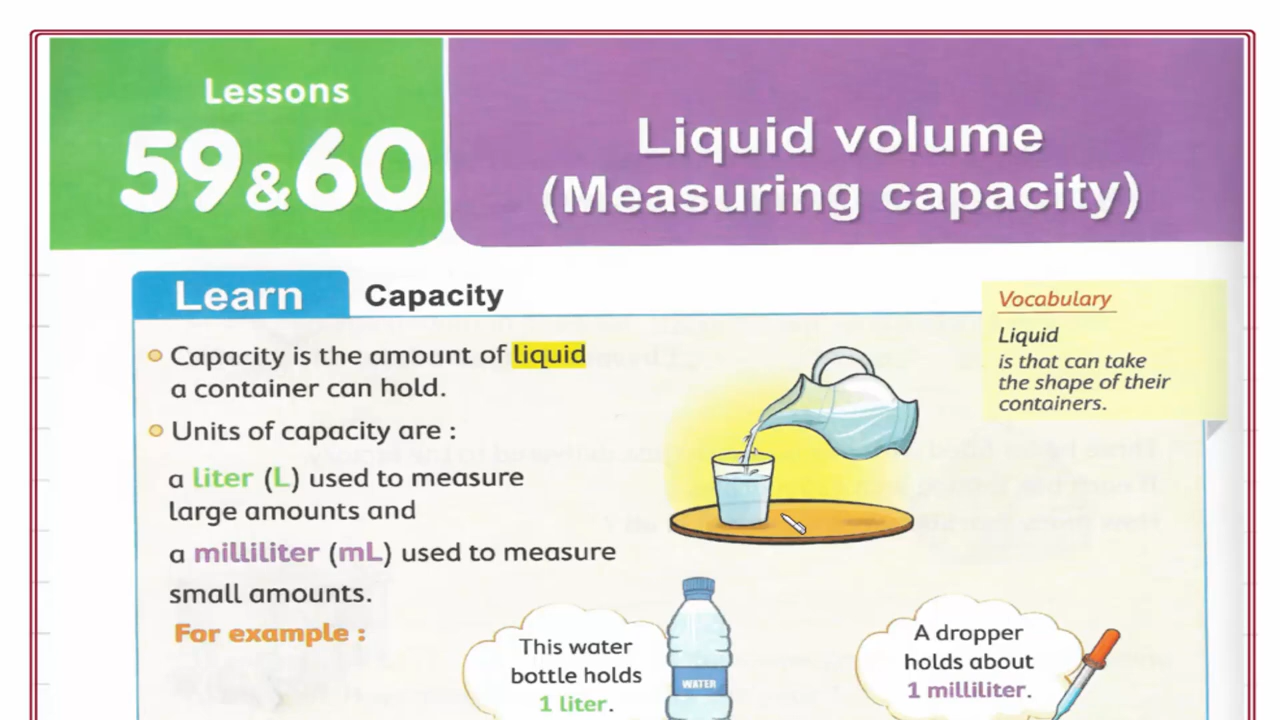 Lessons
59&60
Liquid volume
(Measuring capacity)
Learn
Capacity
Vocabulary
Liquid
is that can take
the shape of their
containers.
Capacity is the amount of liquid
a container can hold.
Units of capacity are :
a liter (L) used to measure
large amounts and
a milliliter (mL) used to measure
small amounts.
For example :
This water
bottle holds
1 liter.
WATER
A dropper
holds about
1 milliliter.